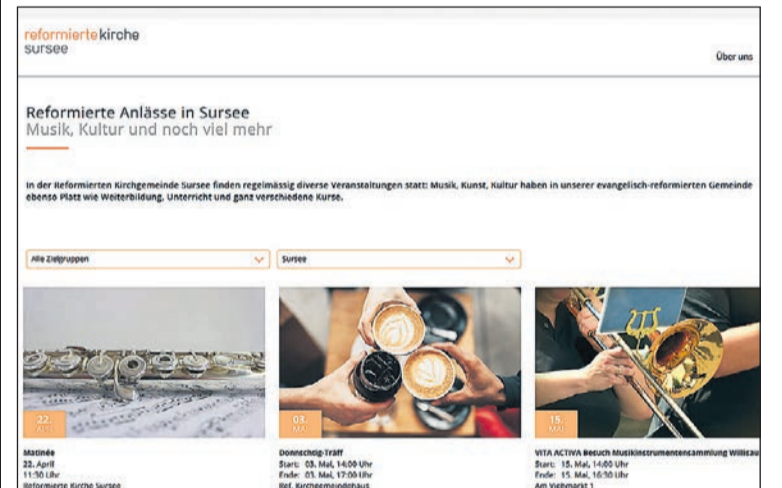 reformiertekirche
sursee
Über uns
Reformierte Anlässe in Sursee
Musik, Kultur und noch viel mehr
In der Reformierten Kirchgemeinde Sursee finden regelmässig diverse Veranstaltungen statt: Musik, Kunst, Kultur haben in unserer evangelisch-reformierten Gemeinde
ebenso Platz wie Weiterbildung, Unterricht und ganz verschiedene Kurse.
Alle Zielgruppen
Sursee
22.
APR
Matinée
22. April
11:30 Uhr
Reformierte Kirche Sursee
03.
MAI
Donnschtig-Träff
Start: 03. Mai, 14:00 Uhr
Ende: 03. Mai, 17:00 Uhr
Ref. Kirchgemeindehaus
15.
MAI
VITA ACTIVA Besuch Musikinstrumentensammlung Willisau
Start: 15. Mai, 14:00 Uhr
Ende: 15. Mai, 16:30 Uhr
Am Viehmarkt 1